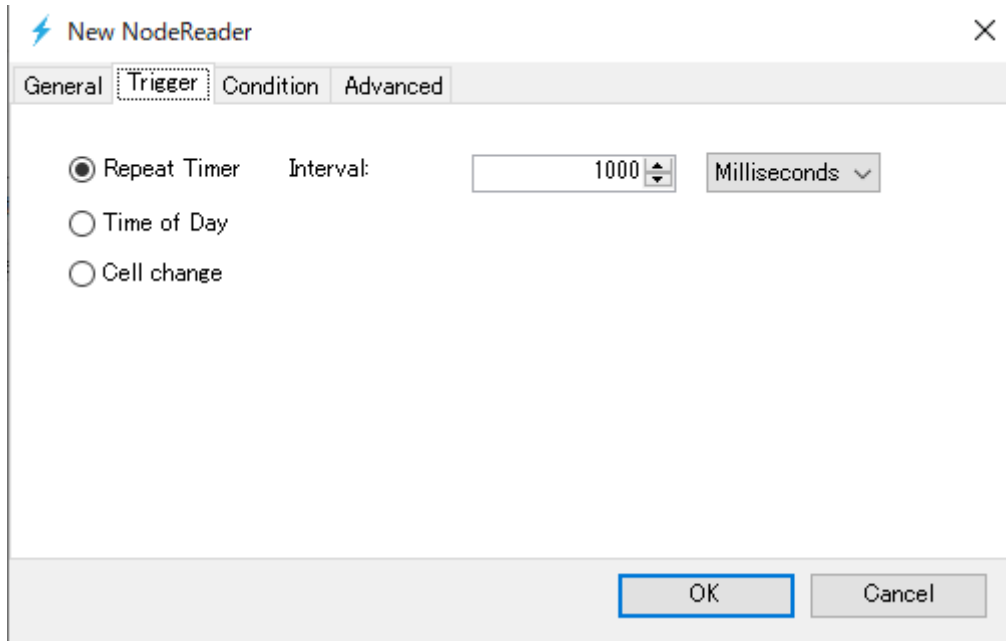 New NodeReader
General Trigger Condition Advanced
Repeat Timer Interval: 1000 Milliseconds
Time of Day
Cell change
OK Cancel